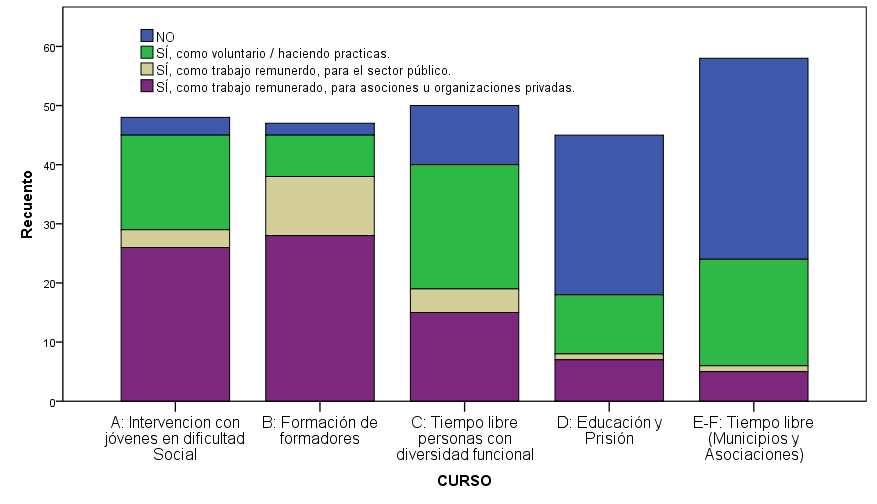 NO
SÍ, como voluntario / haciendo practicas.
SÍ, como trabajo remunerdo, para el sector público.
SÍ, como trabajo remunerado, para asociones u organizaciones privadas.
60
50
40
30
20
10
0
Recuento
A: Intervencion con
jóvenes en dificultad
Social
B: Formación de
formadores
C: Tiempo libre
personas con
diversidad funcional
D: Educación y
Prisión
E-F: Tiempo libre
(Municipios y
Asociaciones)
CURSO